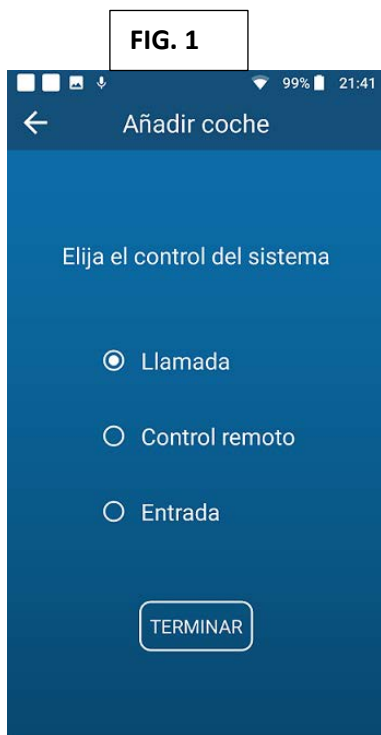 FIG. 1
99% 21:41
Añadir coche
Elija el control del sistema
Llamada
Control remoto
Entrada
TERMINAR